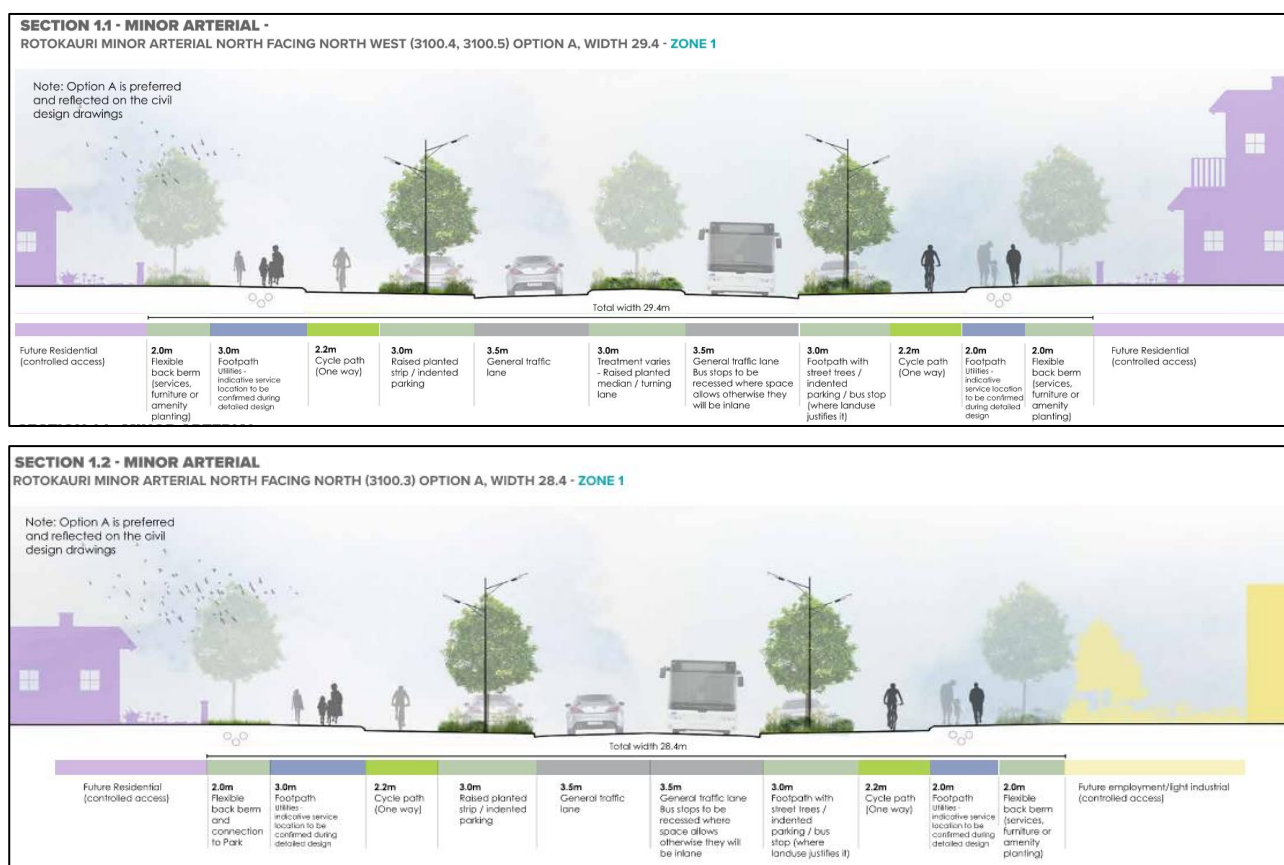 SECTION 1.1 - MINOR ARTERIAL -
ROTOKAURI MINOR ARTERIAL NORTH FACING NORTH WEST (3100.4, 3100.5) OPTION A, WIDTH 29.4 - ZONE 1
Note: Option A is preferred
and reflected on the civil
design drawings
Total width 29.4m
Future Residential
(controlled access)
2.0m
Flexible
back berm
(services,
furniture or
amenity
planting)
3.0m
Footpath
Utilities -
indicative service
location to be
confirmed during
detailed design
2.2m
Cycle path
(One way)
3.0m
Raised planted
strip / indented
parking
3.5m
General traffic
lane
3.0m
Treatment varies
- Raised planted
median / turning
lane
3.5m
General traffic lane
Bus stops to be
recessed where space
allows otherwise they
will be inlane
3.0m
Footpath with
street trees /
indented
parking / bus stop
(where landuse
justifies it)
2.2m
Cycle path
(One way)
2.0m
Footpath
Utilities -
indicative
service location
to be confirmed
during detailed
design
2.0m
Flexible
back berm
(services,
furniture or
amenity
planting)
Future Residential
(controlled access)
SECTION 1.2 - MINOR ARTERIAL
ROTOKAURI MINOR ARTERIAL NORTH FACING NORTH (3100.3) OPTION A, WIDTH 28.4 - ZONE 1
Note: Option A is preferred
and reflected on the civil
design drawings
Total width 28.4m
Future Residential
(controlled access)
2.0m
Flexible
back berm
and
connection
to Park
3.0m
Footpath
Utilities -
indicative service
location to be
confirmed during
detailed design
2.2m
Cycle path
(One way)
3.0m
Raised planted
strip / indented
parking
3.5m
General traffic
lane
3.5m
General traffic lane
Bus stops to be
recessed where
space allows
otherwise they will
be inlane
3.0m
Footpath with
street trees /
indented
parking / bus
stop (where
landuse justifies it)
2.2m
Cycle path
(One way)
2.0m
Footpath
Utilities -
indicative service
location to be
confirmed during
detailed design
2.0m
Flexible
back berm
(services,
furniture or
amenity
planting)
Future employment/light industrial
(controlled access)